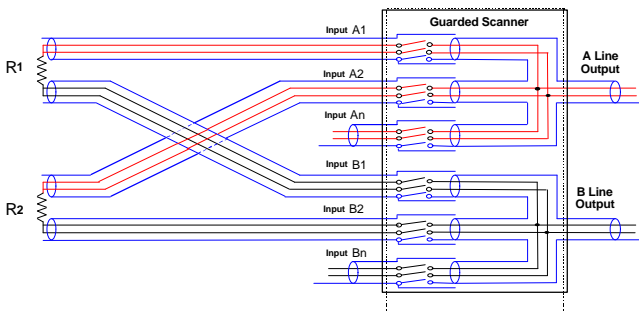 Guarded Scanner
Input A1
R1
A Line
Output
Input A2
Input An
Input B1
R2
Input B2
B Line
Output
Input Bn